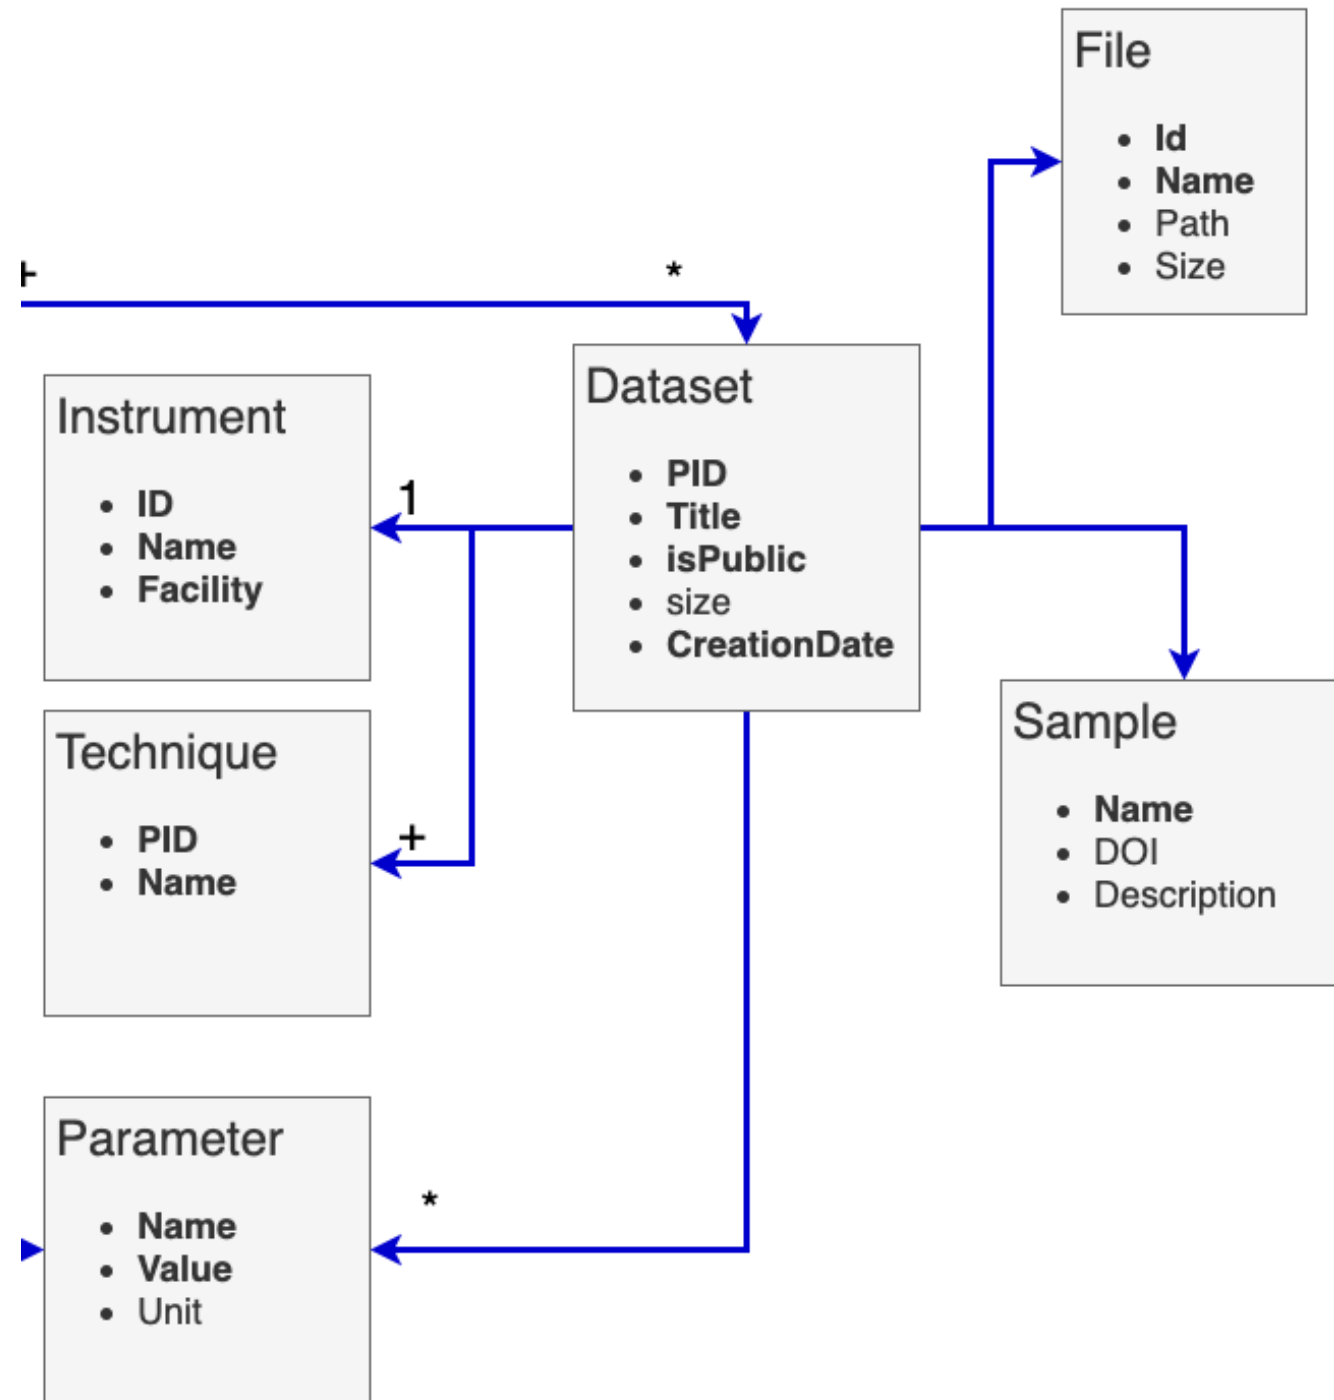 File
• Id
• Name
• Path
• Size
+
*
Dataset
• PID
• Title
• isPublic
• size
• CreationDate
Instrument
• ID
• Name
• Facility
1
Technique
• PID
• Name
+
Sample
• Name
• DOI
• Description
Parameter
• Name
• Value
• Unit
*